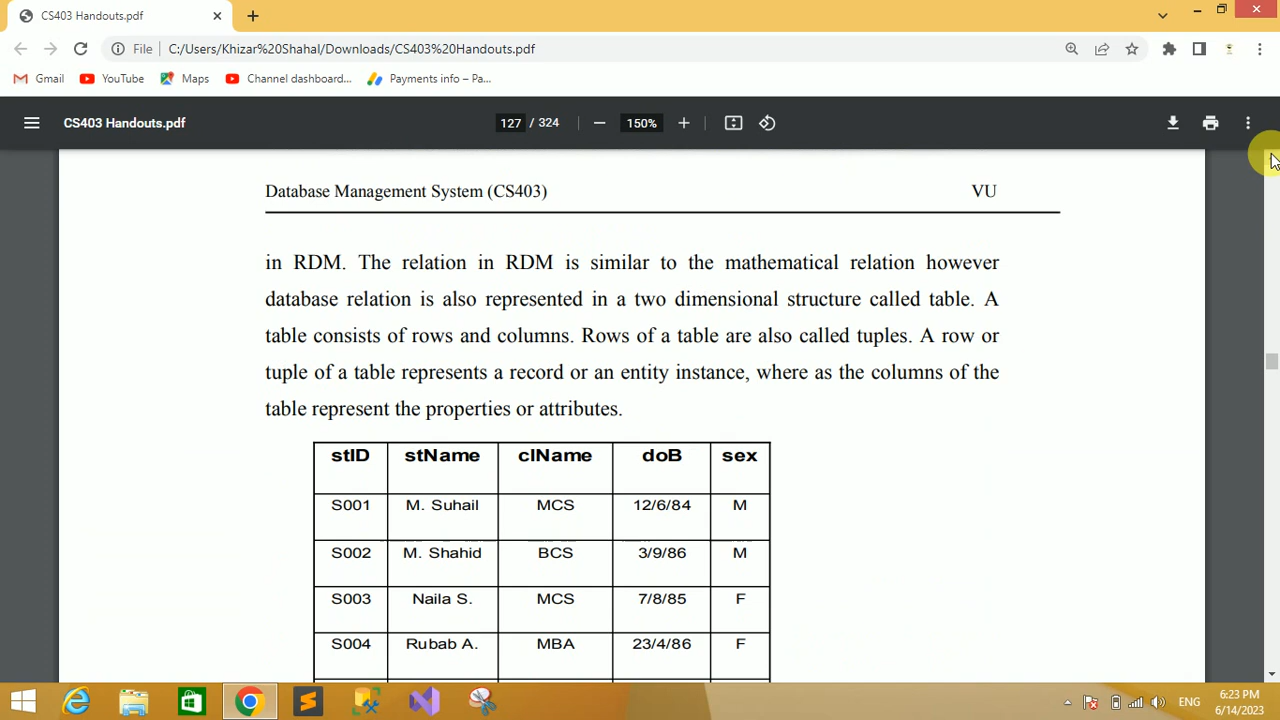 CS403 Handouts.pdf
File C:/Users/Khizar%20Shahal/Downloads/CS403%20Handouts.pdf
Gmail YouTube Maps Channel dashboard... Payments info – Pa...
CS403 Handouts.pdf 127 / 324 150%
Database Management System (CS403) VU
in RDM. The relation in RDM is similar to the mathematical relation however
database relation is also represented in a two dimensional structure called table. A
table consists of rows and columns. Rows of a table are also called tuples. A row or
tuple of a table represents a record or an entity instance, where as the columns of the
table represent the properties or attributes.
stID stName clName doB sex
S001 M. Suhail MCS 12/6/84 M
S002 M. Shahid BCS 3/9/86 M
S003 Naila S. MCS 7/8/85 F
S004 Rubab A. MBA 23/4/86 F
ENG 6:23 PM
6/14/2023